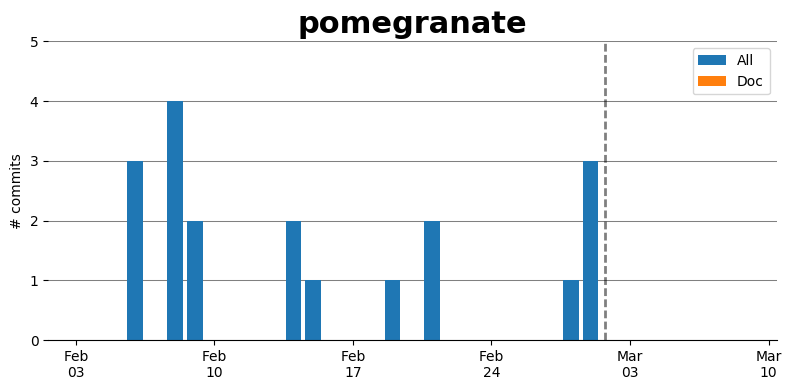 pomegranate
# commits
5
4
3
2
1
0
All
Doc
Feb
03
Feb
10
Feb
17
Feb
24
Mar
03
Mar
10